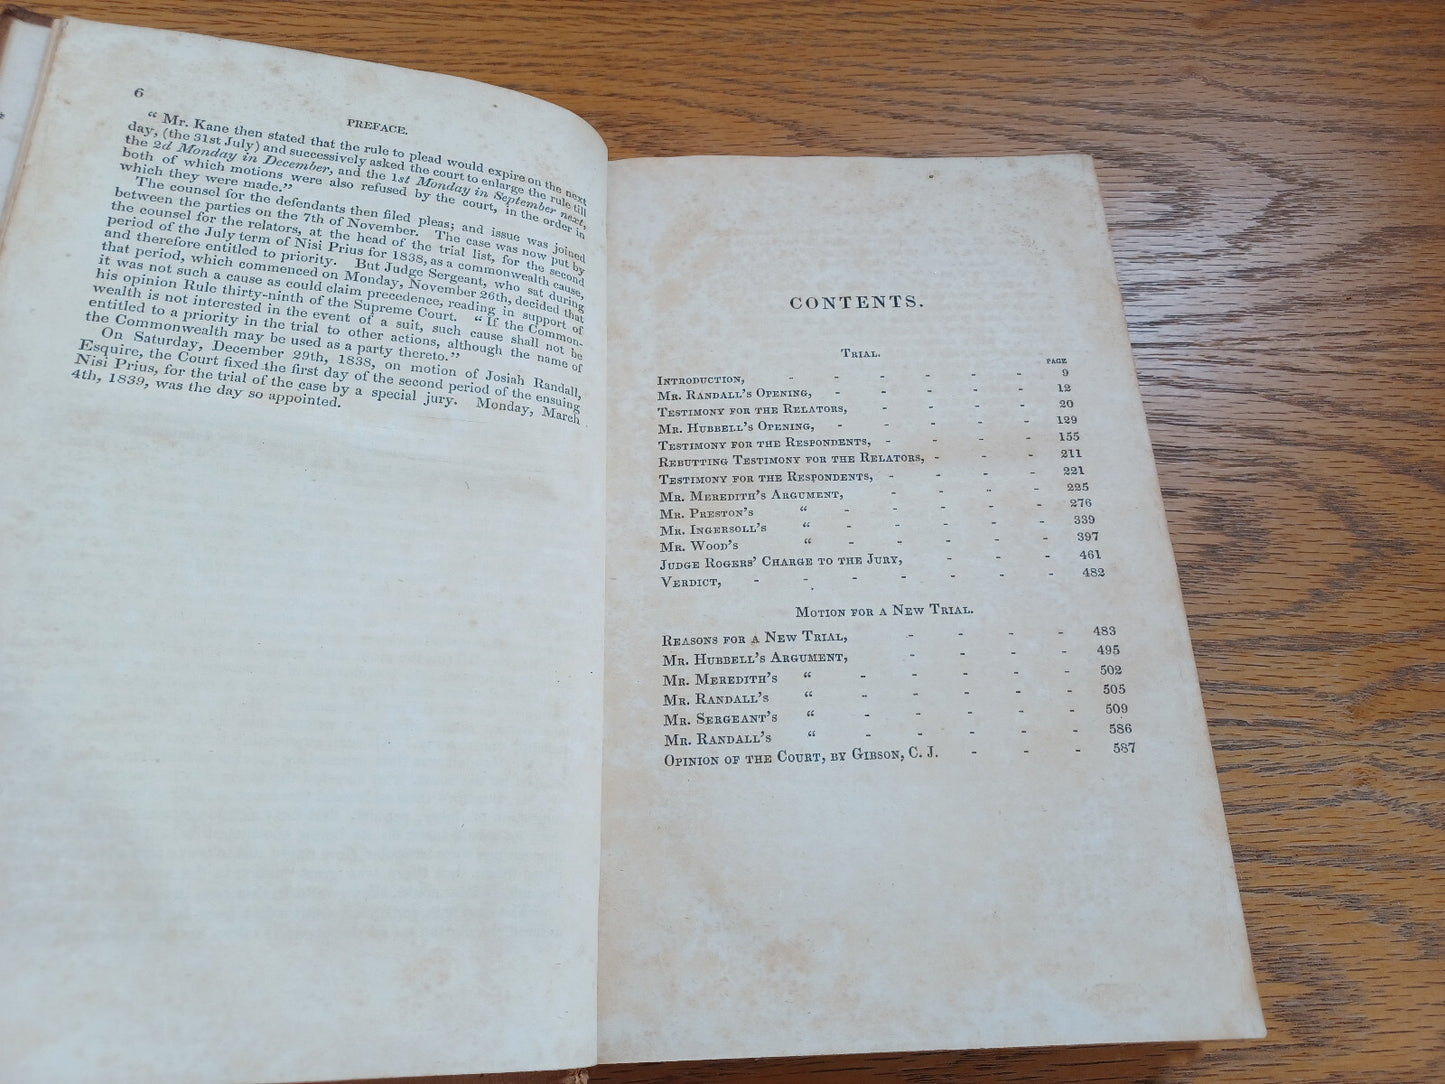 6
PREFACE.
“ Mr. Kane then stated that the rule to plead would expire on the next
day, (the 31st July) and successively asked the court to enlarge the rule till
the 2d Monday in December, and the 1st Monday in September next,
both of which motions were also refused by the court, in the order in
which they were made.”
The counsel for the defendants then filed pleas; and issue was joined
between the parties on the 7th of November. The case was now put by
the counsel for the relators, at the head of the trial list, for the second
period of the July term of Nisi Prius for 1838, as a commonwealth cause,
and therefore entitled to priority. But Judge Sergeant, who sat during
that period, which commenced on Monday, November 26th, decided that
it was not such a cause as could claim precedence, reading in support of
his opinion Rule thirty-ninth of the Supreme Court. “ If the Common-
wealth is not interested in the event of a suit, such cause shall not be
entitled to a priority in the trial to other actions, although the name of
the Commonwealth may be used as a party thereto.”
On Saturday, December 29th, 1838, on motion of Josiah Randall,
Esquire, the Court fixed the first day of the second period of the ensuing
Nisi Prius, for the trial of the case by a special jury. Monday, March
4th, 1839, was the day so appointed.
CONTENTS.
TRIAL.
PAGE
INTRODUCTION, - - - - - - 9
MR. RANDALL'S OPENING, - - - - - 12
TESTIMONY FOR THE RELATORS, - - - - 20
MR. HUBBELL'S OPENING, - - - - - 129
TESTIMONY FOR THE RESPONDENTS, - - - - 155
REBUTTING TESTIMONY FOR THE RELATORS, - - - 211
TESTIMONY FOR THE RESPONDENTS, - - - - 221
MR. MEREDITH'S ARGUMENT, - - - - 225
MR. PRESTON'S “ - - - - - 276
MR. INGERSOLL'S “ - - - - - 339
MR. WOOD'S “ - - - - - 397
JUDGE ROGERS' CHARGE TO THE JURY, - - - 461
VERDICT, - - - - - - - 482
MOTION FOR A NEW TRIAL.
REASONS FOR A NEW TRIAL, - - - - 483
MR. HUBBELL'S ARGUMENT, - - - - 495
MR. MEREDITH'S “ - - - - - 502
MR. RANDALL'S “ - - - - - 505
MR. SERGEANT'S “ - - - - - 509
MR. RANDALL'S “ - - - - - 586
OPINION OF THE COURT, BY GIBSON, C. J. - - - 587